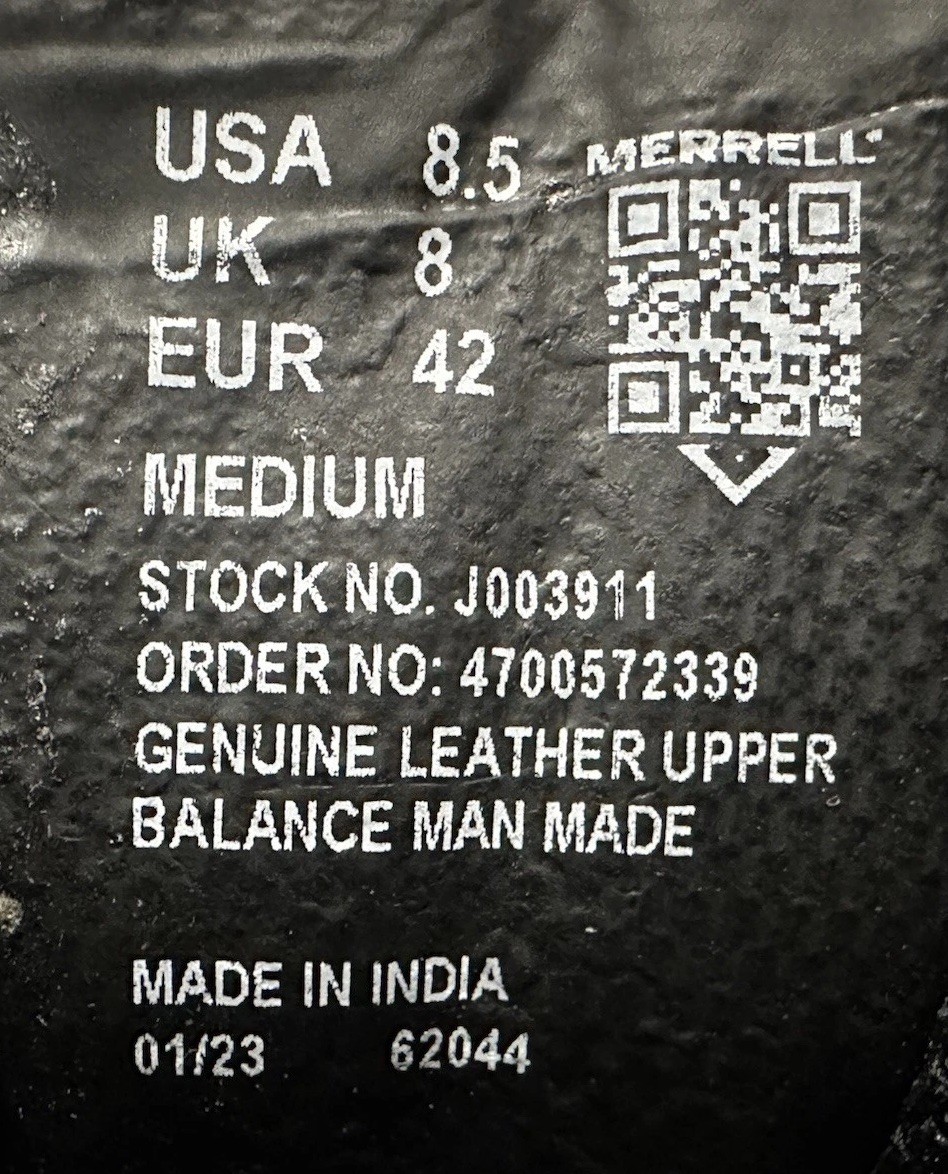 USA 8.5
MERRELL
UK 8
EUR 42
MEDIUM
STOCK NO. J003911
ORDER NO: 4700572339
GENUINE LEATHER UPPER
BALANCE MAN MADE
MADE IN INDIA
01/23 62044